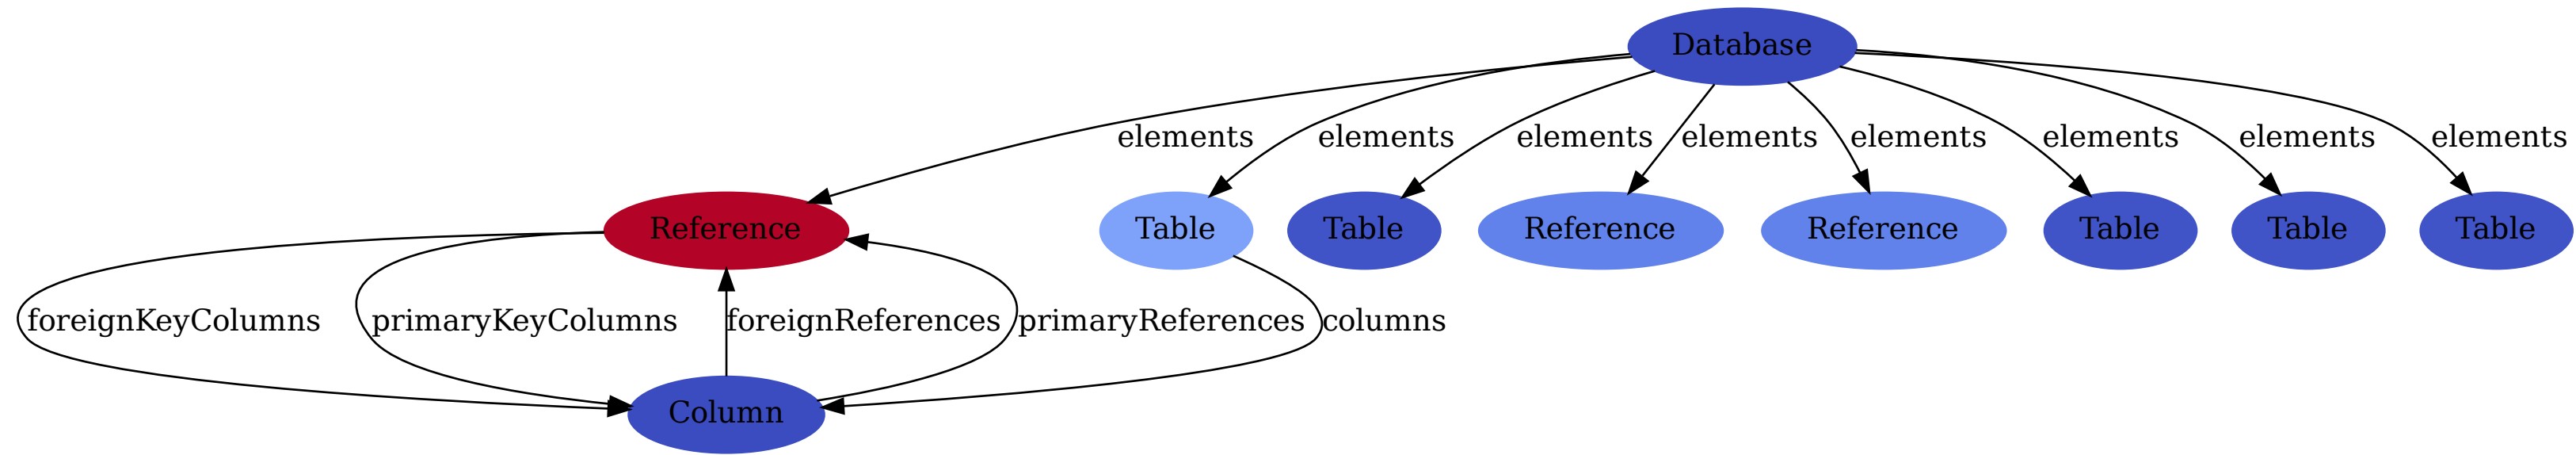 Database
elements
elements
elements
elements
elements
elements
elements
elements
Reference
Table
Table
Reference
Reference
Table
Table
Table
foreignKeyColumns
primaryKeyColumns
foreignReferences
primaryReferences
columns
Column